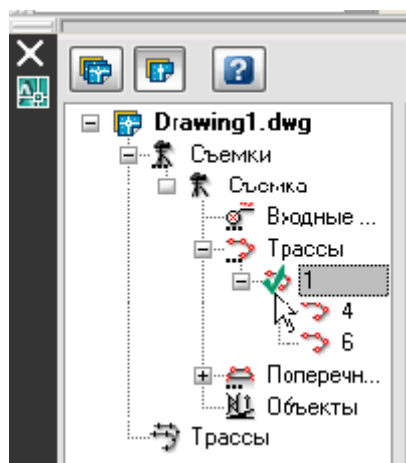 Drawing1.dwg
Съемки
Съемка
Входные ...
Трассы
1
4
6
Поперечн...
Объекты
Трассы